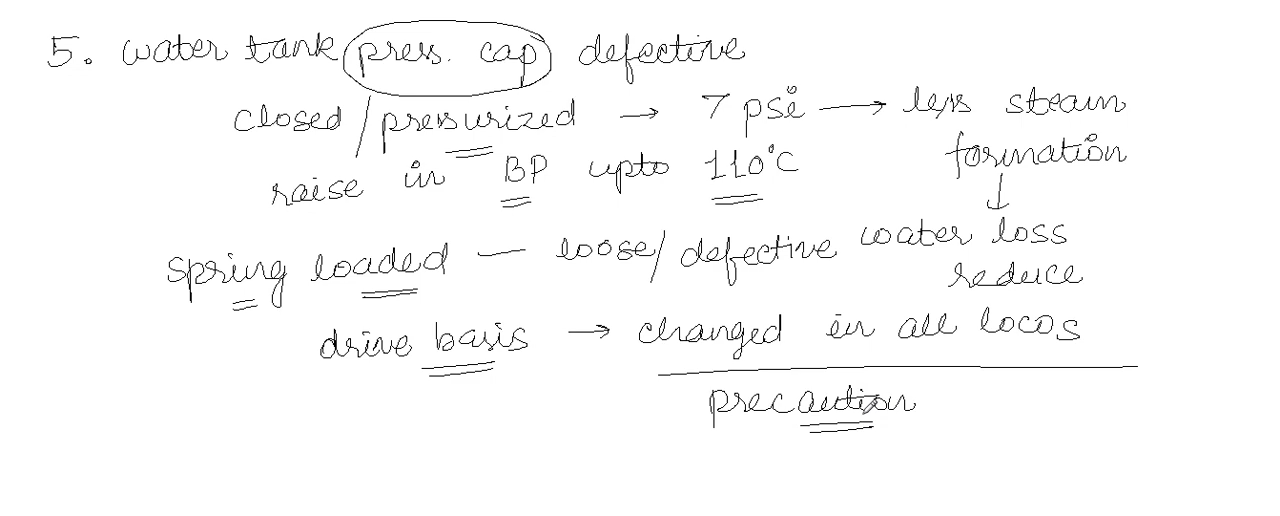 5. water tank press. cap defective
closed / pressurized → 7 psi → less steam formation
raise in BP upto 110°C
↓
water loss reduce
spring loaded — loose/defective
drive basis → changed in all locos
precaution